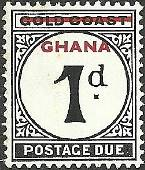 GOLD COAST
GHANA
1d.
POSTAGE DUE